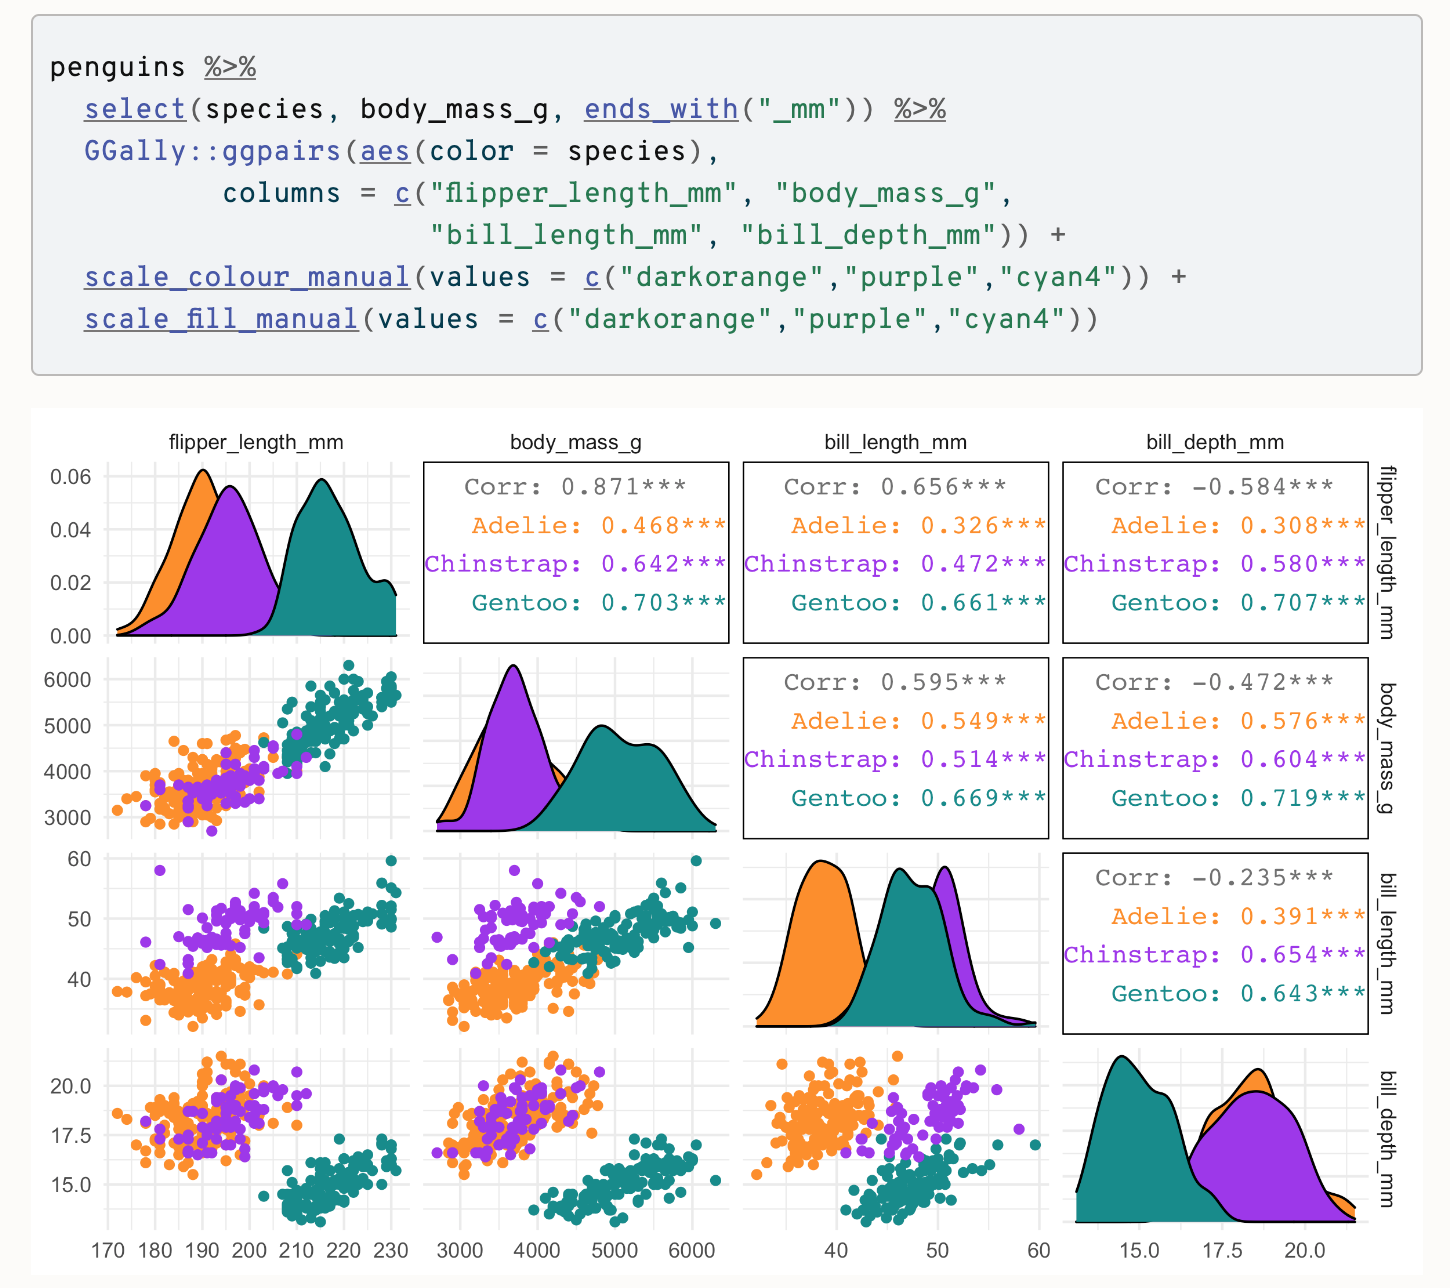 penguins %>%
select(species, body_mass_g, ends_with("_mm")) %>%
GGally::ggpairs(aes(color = species),
columns = c("flipper_length_mm", "body_mass_g",
"bill_length_mm", "bill_depth_mm")) +
scale_colour_manual(values = c("darkorange","purple","cyan4")) +
scale_fill_manual(values = c("darkorange","purple","cyan4"))
flipper_length_mm body_mass_g bill_length_mm bill_depth_mm
0.06
0.04
0.02
0.00
Corr: 0.871***
Adelie: 0.468***
Chinstrap: 0.642***
Gentoo: 0.703***
Corr: 0.656***
Adelie: 0.326***
Chinstrap: 0.472***
Gentoo: 0.661***
Corr: -0.584***
Adelie: 0.308***
Chinstrap: 0.580***
Gentoo: 0.707***
flipper_length_mm
6000
5000
4000
3000
Corr: 0.595***
Adelie: 0.549***
Chinstrap: 0.514***
Gentoo: 0.669***
Corr: -0.472***
Adelie: 0.576***
Chinstrap: 0.604***
Gentoo: 0.719***
body_mass_g
60
50
40
Corr: -0.235***
Adelie: 0.391***
Chinstrap: 0.654***
Gentoo: 0.643***
bill_length_mm
20.0
17.5
15.0
bill_depth_mm
170 180 190 200 210 220 230 3000 4000 5000 6000 40 50 60 15.0 17.5 20.0